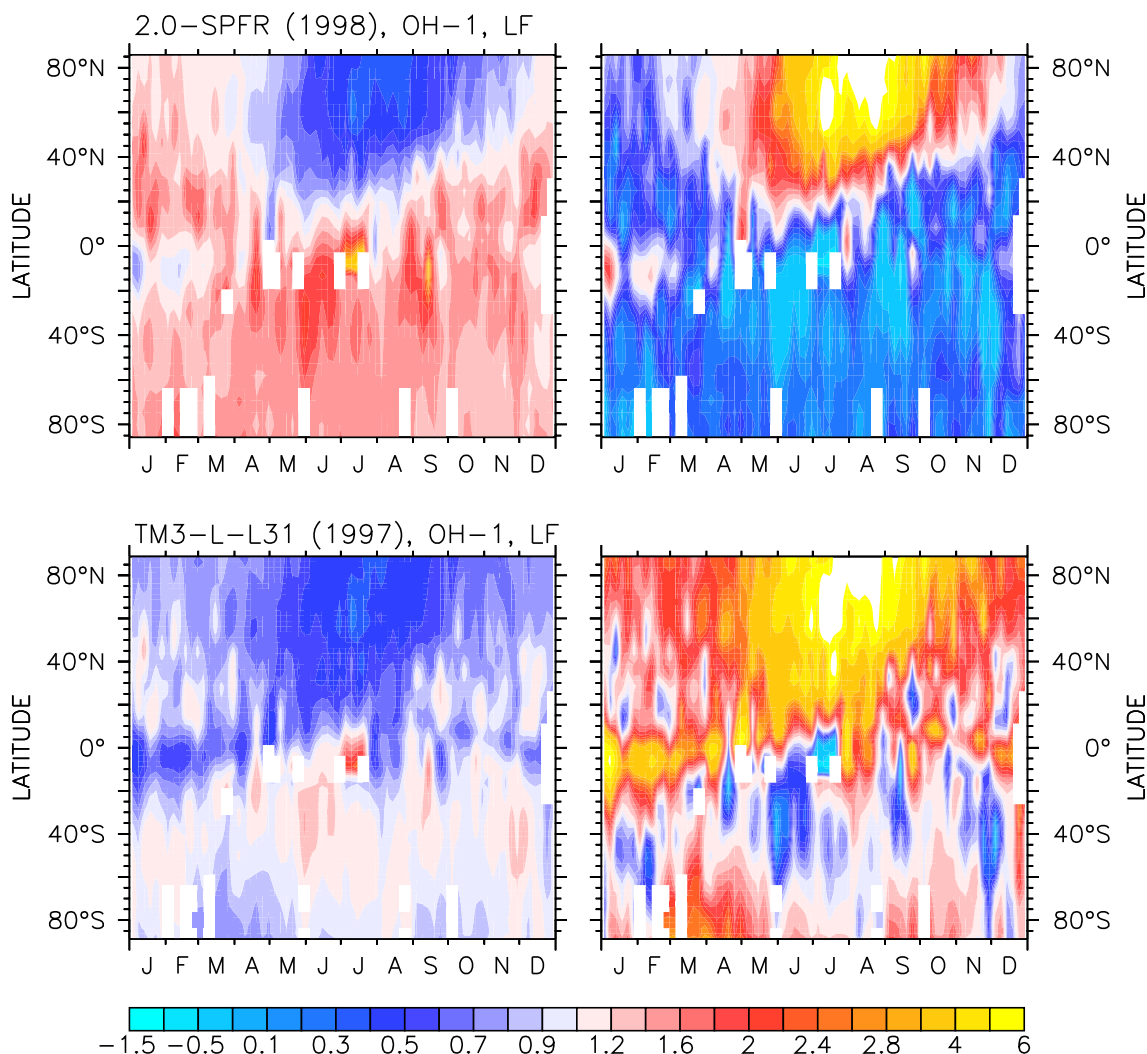 2.0-SPFR (1998), OH-1, LF
80°N 80°N
40°N 40°N
0° 0°
40°S 40°S
80°S 80°S
LATITUDE LATITUDE
J F M A M J J A S O N D J F M A M J J A S O N D
TM3-L-L31 (1997), OH-1, LF
80°N 80°N
40°N 40°N
0° 0°
40°S 40°S
80°S 80°S
LATITUDE LATITUDE
J F M A M J J A S O N D J F M A M J J A S O N D
-1.5 -0.5 0.1 0.3 0.5 0.7 0.9 1.2 1.6 2 2.4 2.8 4 6